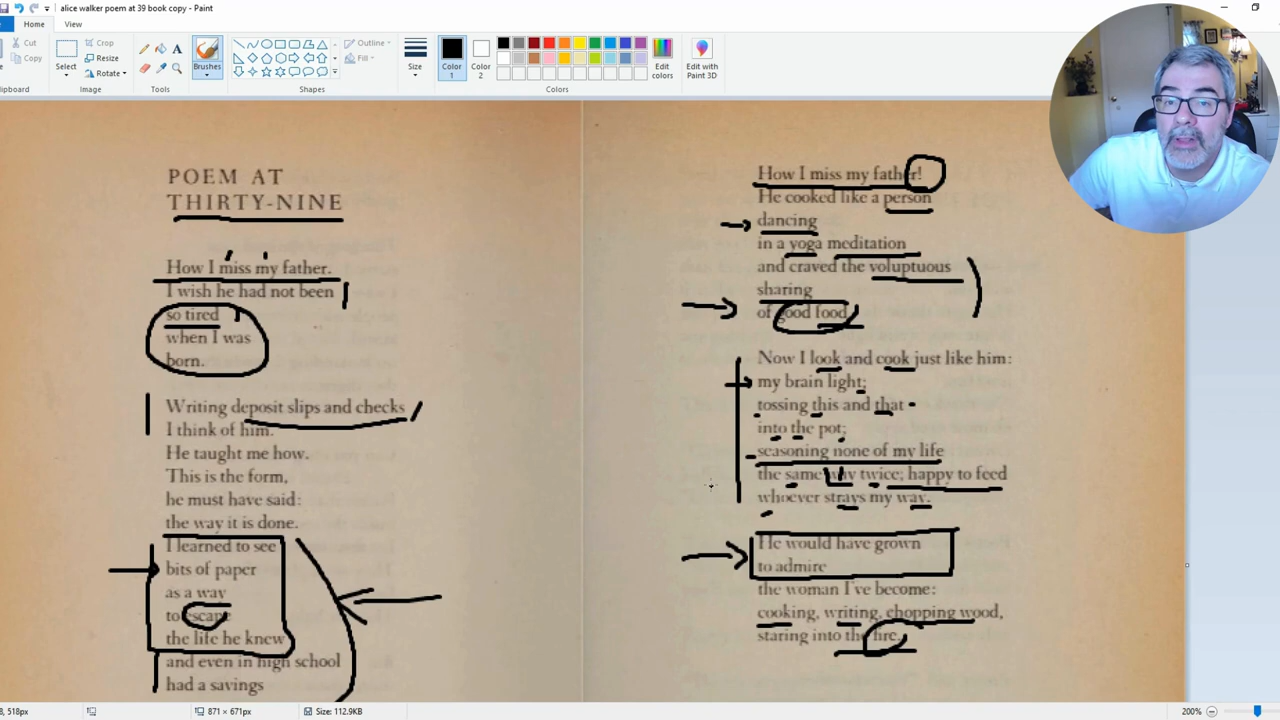 alice walker poem at 39 book copy - Paint
Home
View
Cut
Copy
lipboard
Select
Crop
Resize
Rotate
Image
Tools
Brushes
Shapes
Outline
Fill
Size
Color
1
Color
2
Colors
Edit
colors
Edit with
Paint 3D
POEM AT
THIRTY-NINE
How I miss my father.
I wish he had not been
so tired
when I was
born.
Writing deposit slips and checks
I think of him.
He taught me how.
This is the form,
he must have said:
the way it is done.
I learned to see
bits of paper
as a way
to escape
the life he knew
and even in high school
had a savings
How I miss my father!
He cooked like a person
dancing
in a yoga meditation
and craved the voluptuous
sharing
of good food.
Now I look and cook just like him:
my brain light;
tossing this and that
into the pot;
seasoning none of my life
the same way twice; happy to feed
whoever strays my way.
He would have grown
to admire
the woman I've become:
cooking, writing, chopping wood,
staring into the fire.
, 518px
871 × 671px
Size: 112.9KB
200%